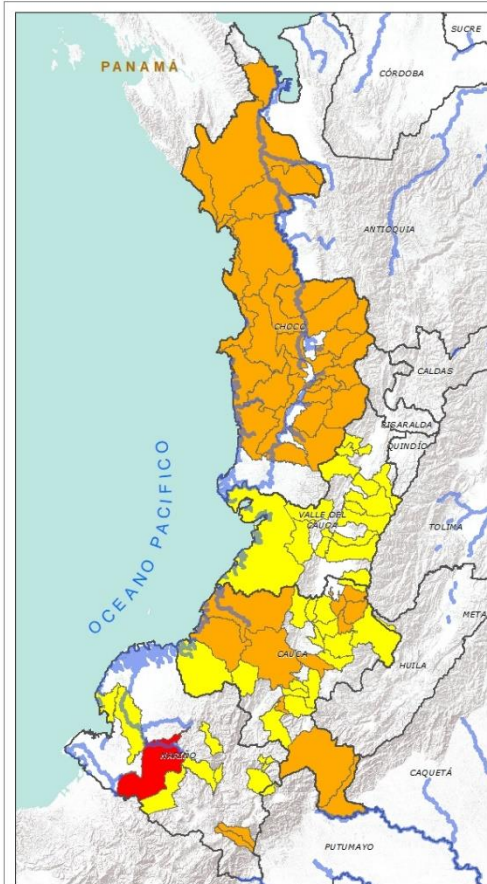 SUCRE
PANAMÁ
CÓRDOBA
ANTIOQUIA
CHOCÓ
CALDAS
RISARALDA
QUINDÍO
OCEANO PACÍFICO
VALLE DEL
CAUCA
TOLIMA
META
CAUCA
HUILA
NARIÑO
CAQUETÁ
PUTUMAYO